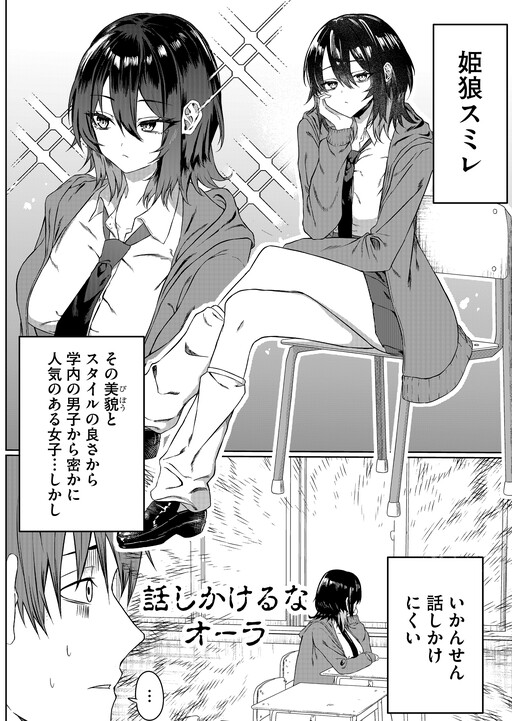 姫狼スミレ
その美貌と
びぼう
スタイルの良さから
学内の男子から密かに
人気のある女子…しかし
いかんせん
話しかけ
にくい
話しかけるな
オーラ
…